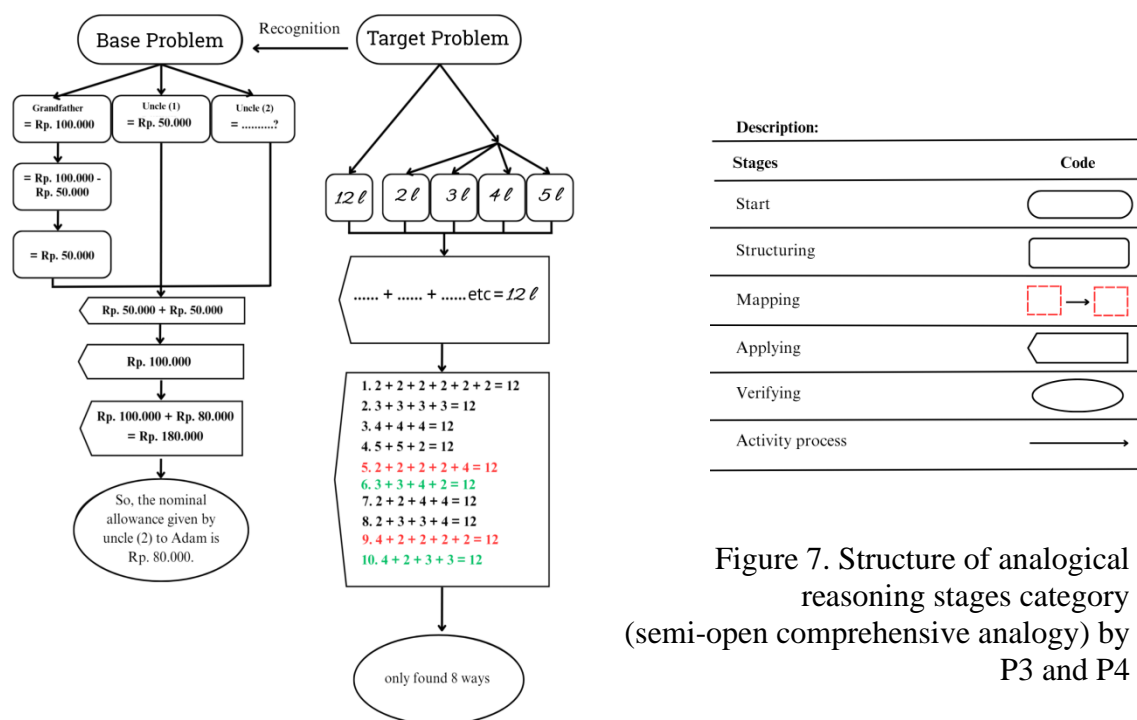 Base Problem
Recognition
Target Problem
Grandfather
= Rp. 100.000
Uncle (1)
= Rp. 50.000
Uncle (2)
= ..........?
= Rp. 100.000 -
Rp. 50.000
= Rp. 50.000
Rp. 50.000 + Rp. 50.000
Rp. 100.000
Rp. 100.000 + Rp. 80.000
= Rp. 180.000
So, the nominal
allowance given by
uncle (2) to Adam is
Rp. 80.000.
12 ℓ
2 ℓ
3 ℓ
4 ℓ
5 ℓ
...... + ...... + ......etc = 12 ℓ
1. 2 + 2 + 2 + 2 + 2 + 2 = 12
2. 3 + 3 + 3 + 3 = 12
3. 4 + 4 + 4 = 12
4. 5 + 5 + 2 = 12
5. 2 + 2 + 2 + 2 + 4 = 12
6. 3 + 3 + 4 + 2 = 12
7. 2 + 2 + 4 + 4 = 12
8. 2 + 3 + 3 + 4 = 12
9. 4 + 2 + 2 + 2 + 2 = 12
10. 4 + 2 + 3 + 3 = 12
only found 8 ways
Description:
Stages Code
Start
Structuring
Mapping
Applying
Verifying
Activity process
Figure 7. Structure of analogical
reasoning stages category
(semi-open comprehensive analogy) by
P3 and P4